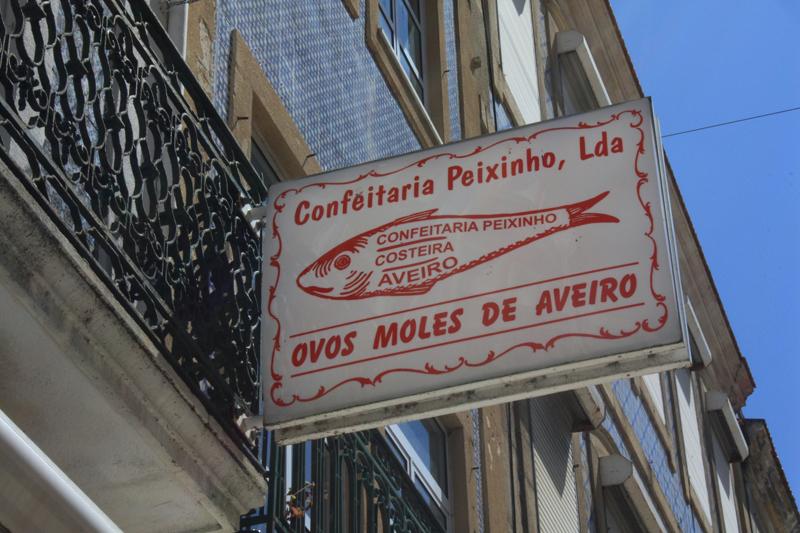 Confeitaria Peixinho, Lda
CONFEITARIA PEIXINHO
COSTEIRA
AVEIRO
OVOS MOLES DE AVEIRO